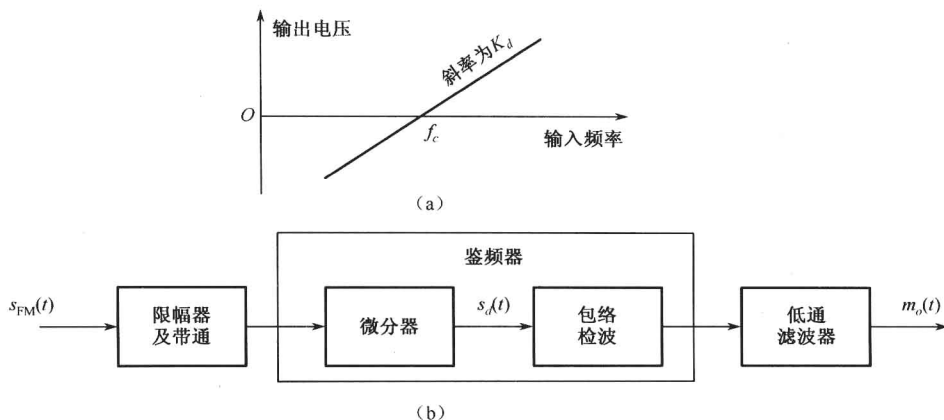 输出电压
斜率为K_d
O
f_c
输入频率
（a）
鉴频器
s_FM(t)
限幅器
及带通
微分器
s_d(t)
包络
检波
低通
滤波器
m_o(t)
（b）